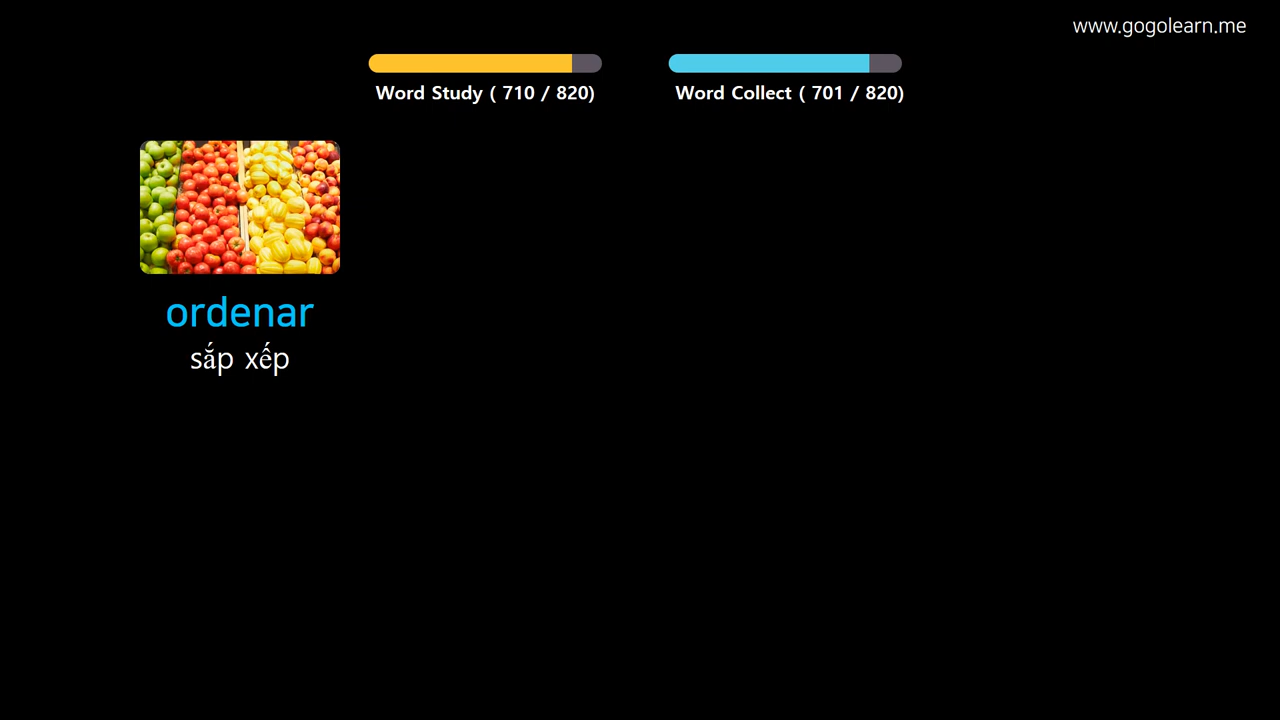 www.gogolearn.me
Word Study ( 710 / 820)
Word Collect ( 701 / 820)
ordenar
sắp xếp